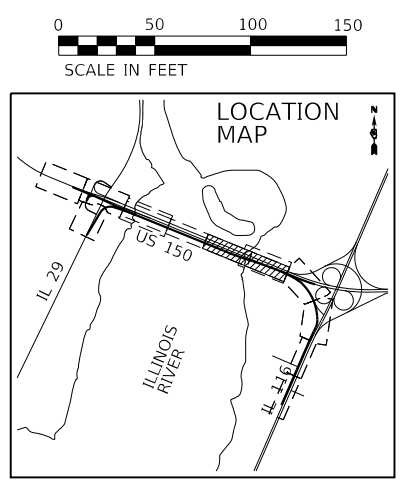 0 50 100 150
SCALE IN FEET
LOCATION
MAP
N
US 150
IL 29
ILLINOIS
RIVER
IL 116